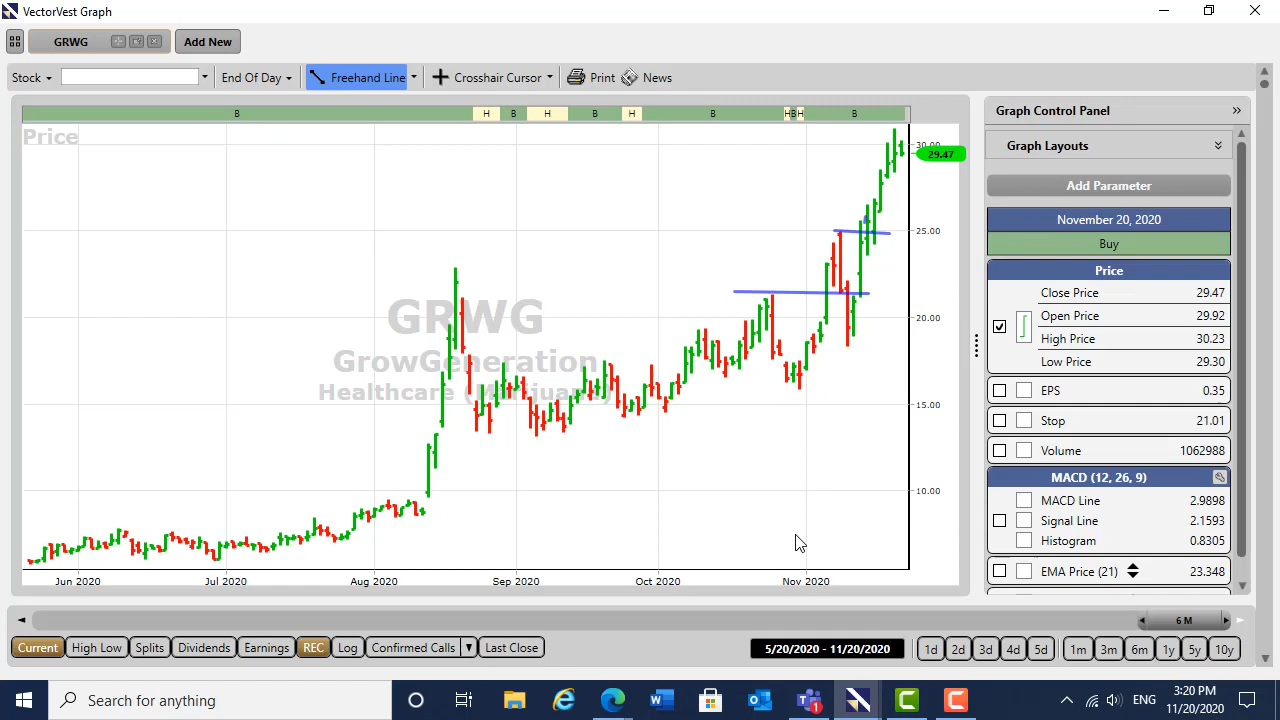 VectorVest Graph
GRWG Add New
Stock End Of Day Freehand Line Crosshair Cursor Print News
B H B H B H B H B H B
Price
30.00
29.47
25.00
20.00
15.00
10.00
GRWG
GrowGeneration
Healthcare (Marijuana)
Jun 2020 Jul 2020 Aug 2020 Sep 2020 Oct 2020 Nov 2020
Graph Control Panel
Graph Layouts
Add Parameter
November 20, 2020
Buy
Price
Close Price 29.47
Open Price 29.92
High Price 30.23
Low Price 29.30
EPS 0.35
Stop 21.01
Volume 1062988
MACD (12, 26, 9)
MACD Line 2.9898
Signal Line 2.1593
Histogram 0.8305
EMA Price (21) 23.348
6 M
Current High Low Splits Dividends Earnings REC Log Confirmed Calls Last Close 5/20/2020 - 11/20/2020 1d 2d 3d 4d 5d 1m 3m 6m 1y 5y 10y
Search for anything
1
ENG
3:20 PM
11/20/2020